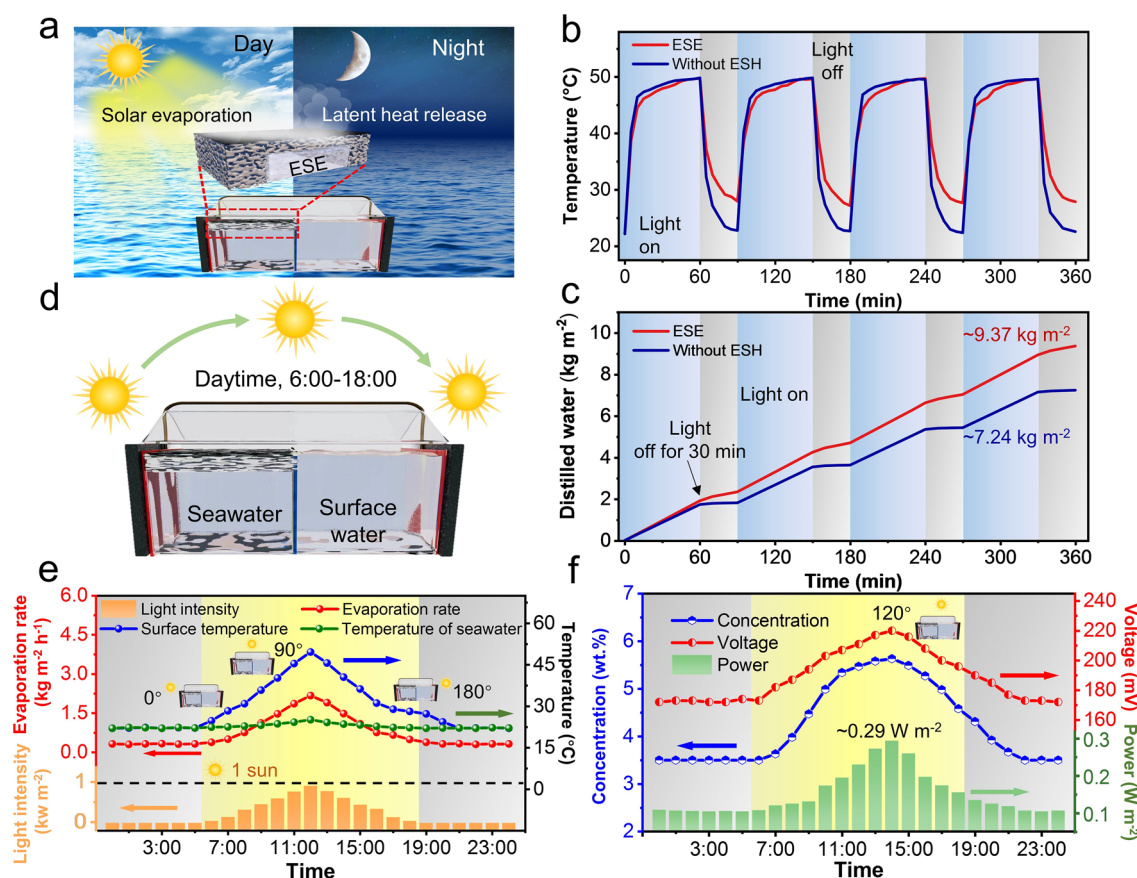 a
Day
Night
Solar evaporation
Latent heat release
ESE
b
ESE
Without ESH
Light
off
Light
on
Temperature (°C)
50
40
30
20
0
60
120
180
240
300
360
Time (min)
c
ESE
Without ESH
~9.37 kg m-2
Light on
Light
off for 30 min
~7.24 kg m-2
Distilled water (kg m-2)
10
8
6
4
2
0
0
60
120
180
240
300
360
Time (min)
d
Daytime, 6:00-18:00
Seawater
Surface
water
e
Light intensity
Evaporation rate
Surface temperature
Temperature of seawater
Evaporation rate
(kg m-2 h-1)
6.0
4.5
3.0
1.5
0.0
Temperature (°C)
60
40
20
0
0°
90°
180°
1 sun
Light intensity
(kw m-2)
1
0
3:00
7:00
11:00
15:00
19:00
23:00
Time
f
Concentration
Voltage
Power
120°
~0.29 W m-2
Concentration (wt.%)
7
6
5
4
3
2
Voltage (mV)
240
220
200
180
160
Power (W m-2)
0.3
0.2
0.1
3:00
7:00
11:00
15:00
19:00
23:00
Time